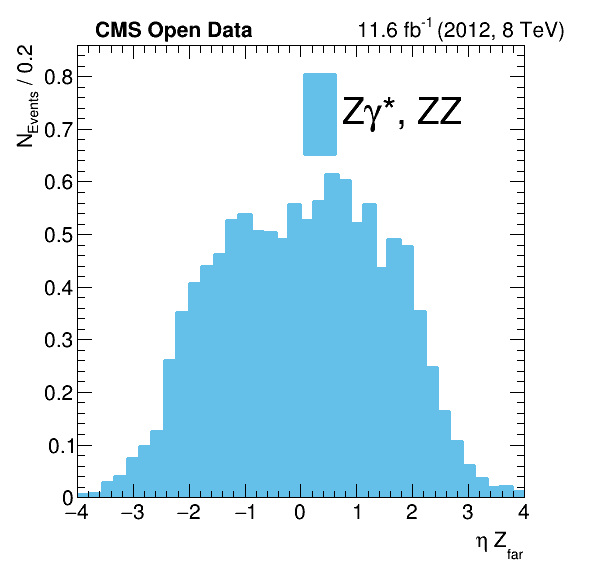 CMS Open Data 11.6 fb⁻¹ (2012, 8 TeV)
N_Events / 0.2
0.8
0.7
0.6
0.5
0.4
0.3
0.2
0.1
0
Zγ*, ZZ
−4 −3 −2 −1 0 1 2 3 4
η Z_far